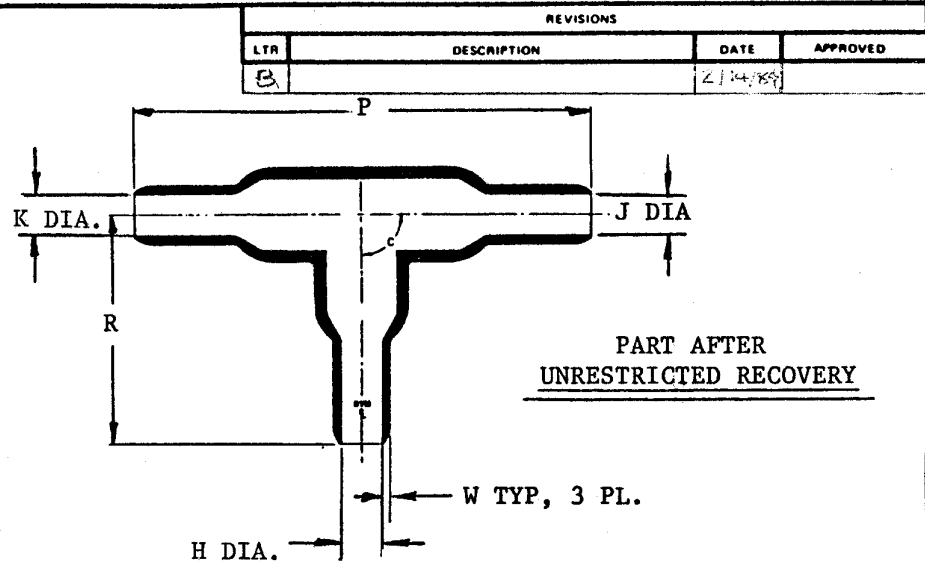 REVISIONS
LTR DESCRIPTION DATE APPROVED
B 2/14/89
P
K DIA. J DIA
C
R
PART AFTER
UNRESTRICTED RECOVERY
W TYP, 3 PL.
H DIA.